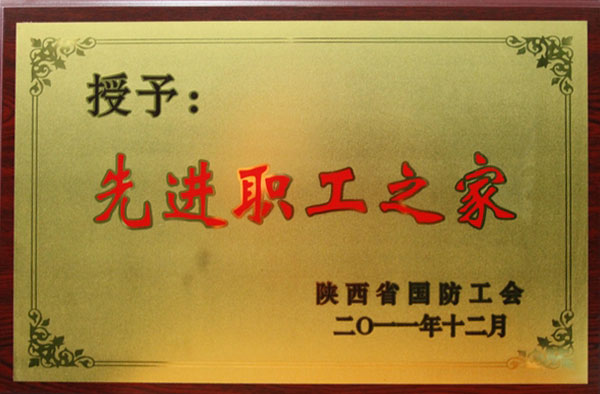 授予：
先进职工之家
陕西省国防工会
二〇一一年十二月